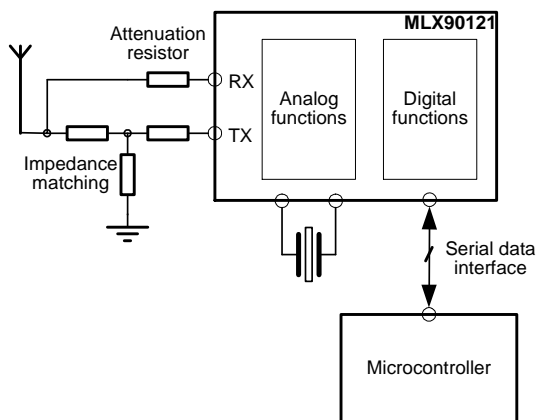 MLX90121
Attenuation
resistor
RX
TX
Analog
functions
Digital
functions
Impedance
matching
Serial data
interface
Microcontroller